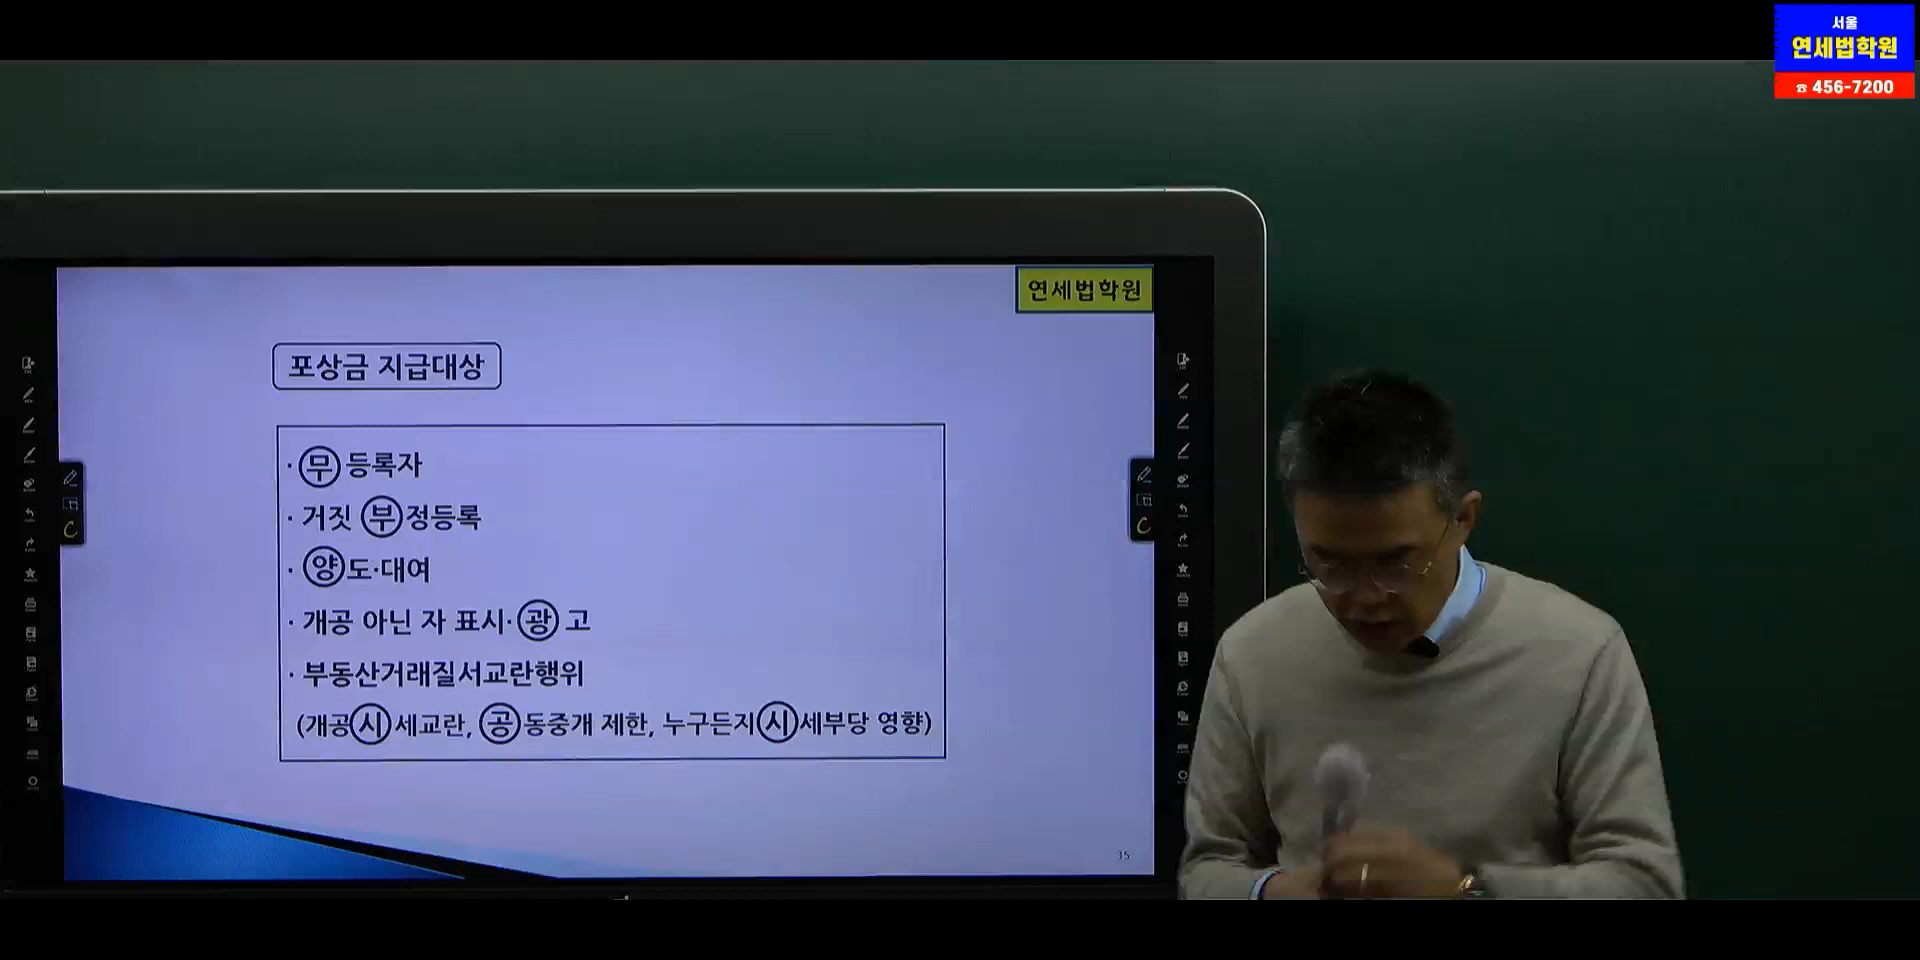 서울
연세법학원
☎ 456-7200
연세법학원
포상금 지급대상
· 무등록자
· 거짓 부정등록
· 양도·대여
· 개공 아닌 자 표시·광고
· 부동산거래질서교란행위
(개공시세교란, 공동중개 제한, 누구든지시세부당 영향)
35